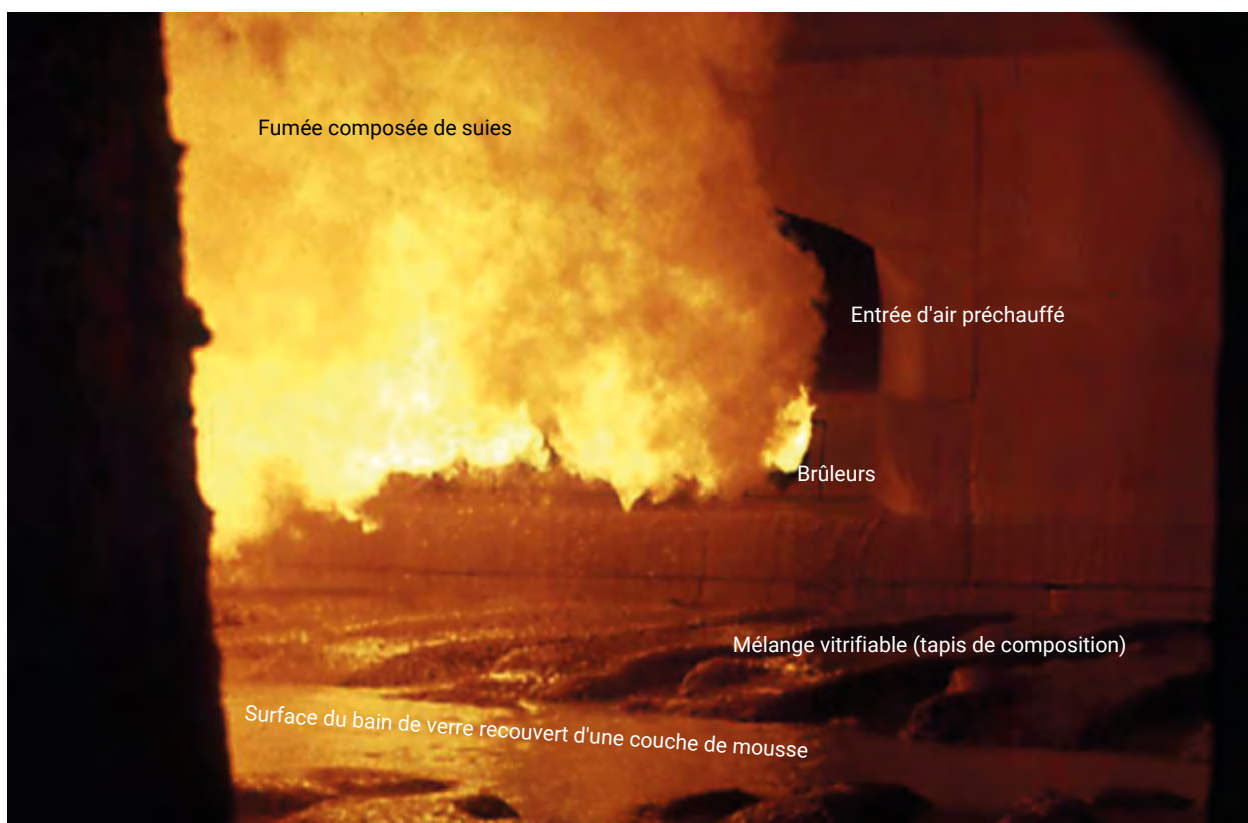 Fumée composée de suies
Entrée d'air préchauffé
Brûleurs
Mélange vitrifiable (tapis de composition)
Surface du bain de verre recouvert d'une couche de mousse